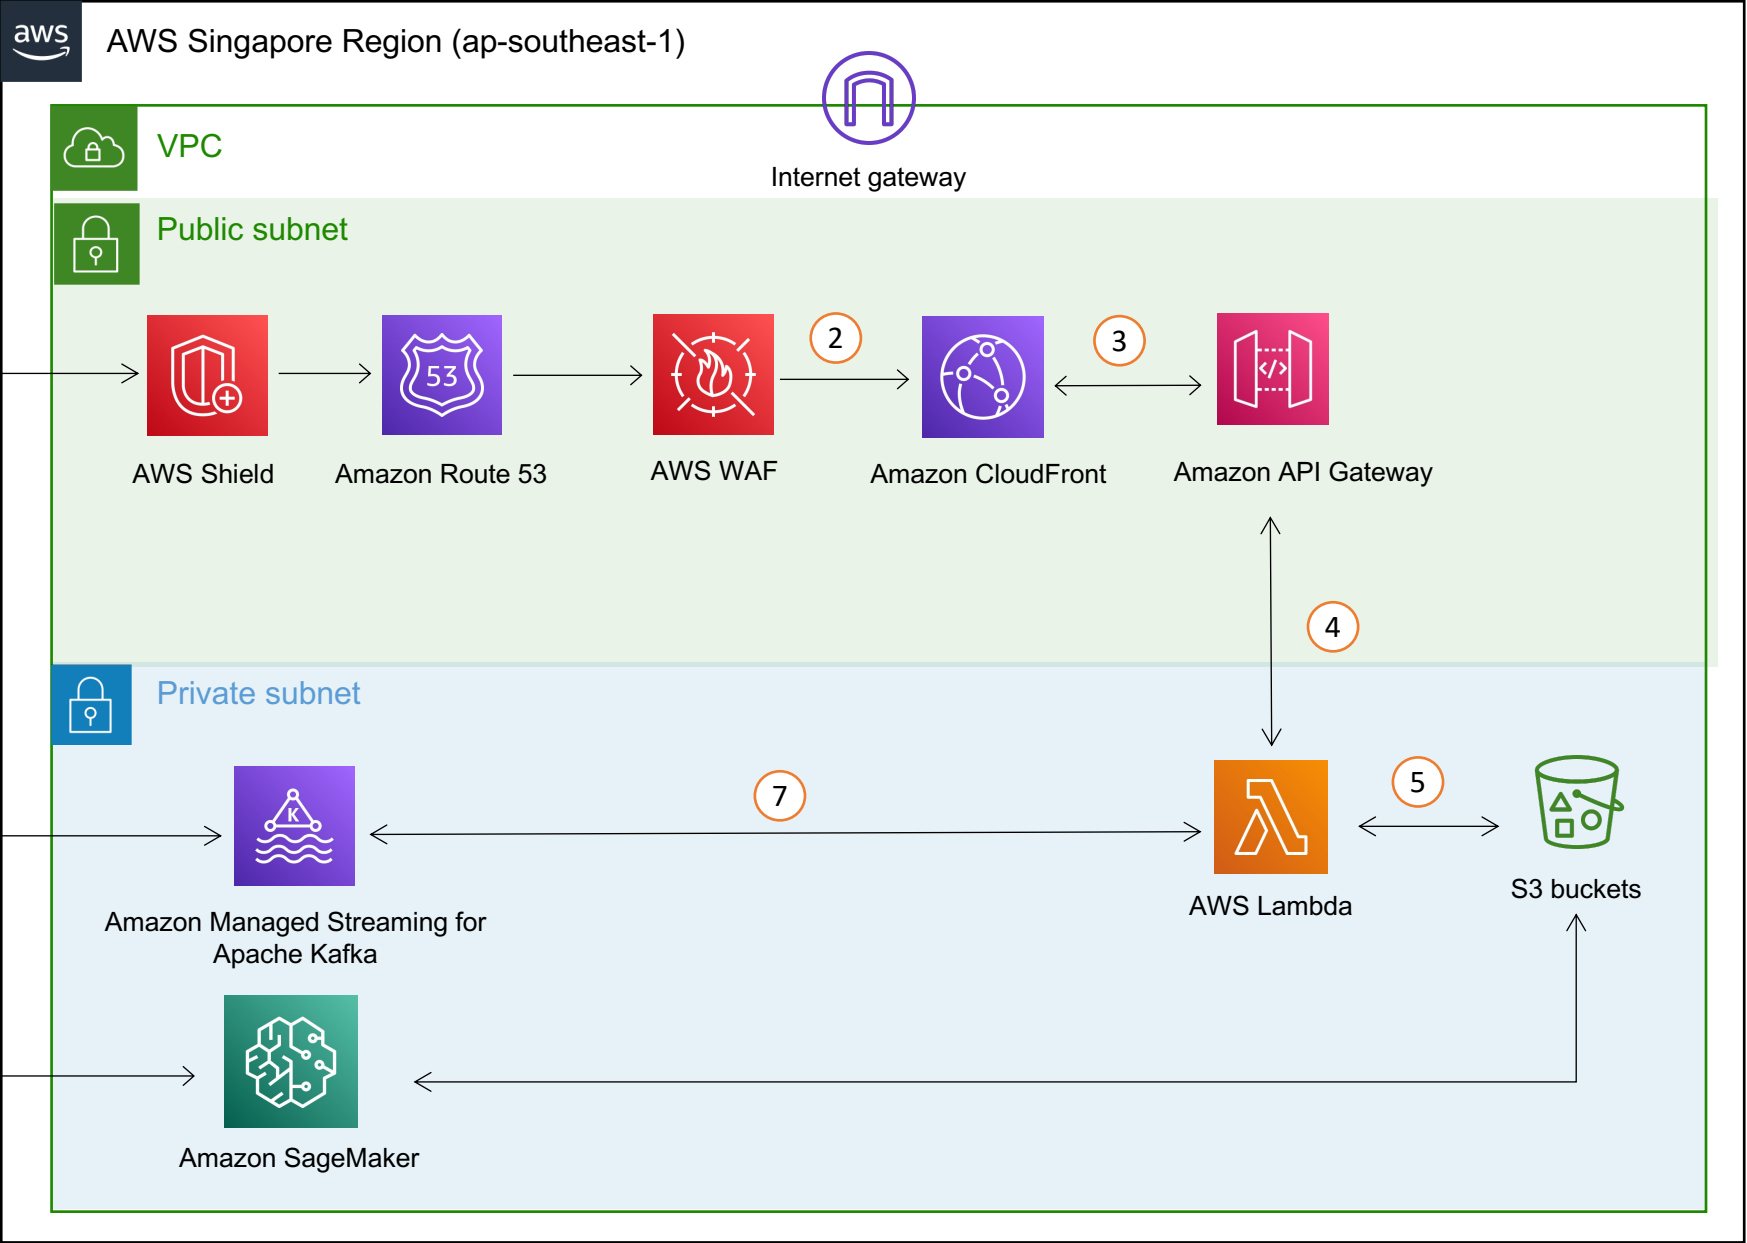 aws
AWS Singapore Region (ap-southeast-1)
VPC
Internet gateway
Public subnet
2
3
53
</>
AWS Shield
Amazon Route 53
AWS WAF
Amazon CloudFront
Amazon API Gateway
4
Private subnet
7
5
K
S3 buckets
AWS Lambda
Amazon Managed Streaming for
Apache Kafka
Amazon SageMaker